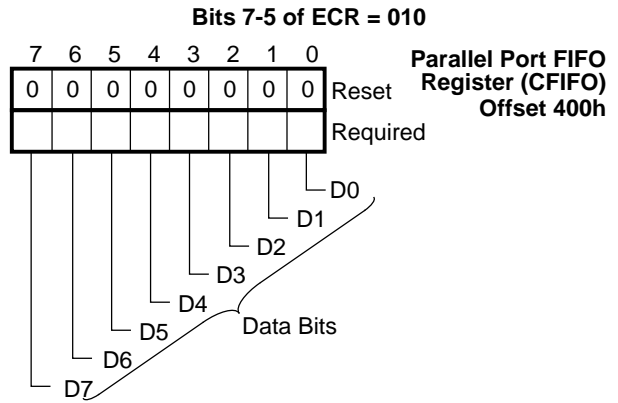 Bits 7-5 of ECR = 010
7 6 5 4 3 2 1 0
Parallel Port FIFO
Register (CFIFO)
Offset 400h
0 0 0 0 0 0 0 0 Reset
Required
D0
D1
D2
D3
D4
D5
D6
D7
Data Bits